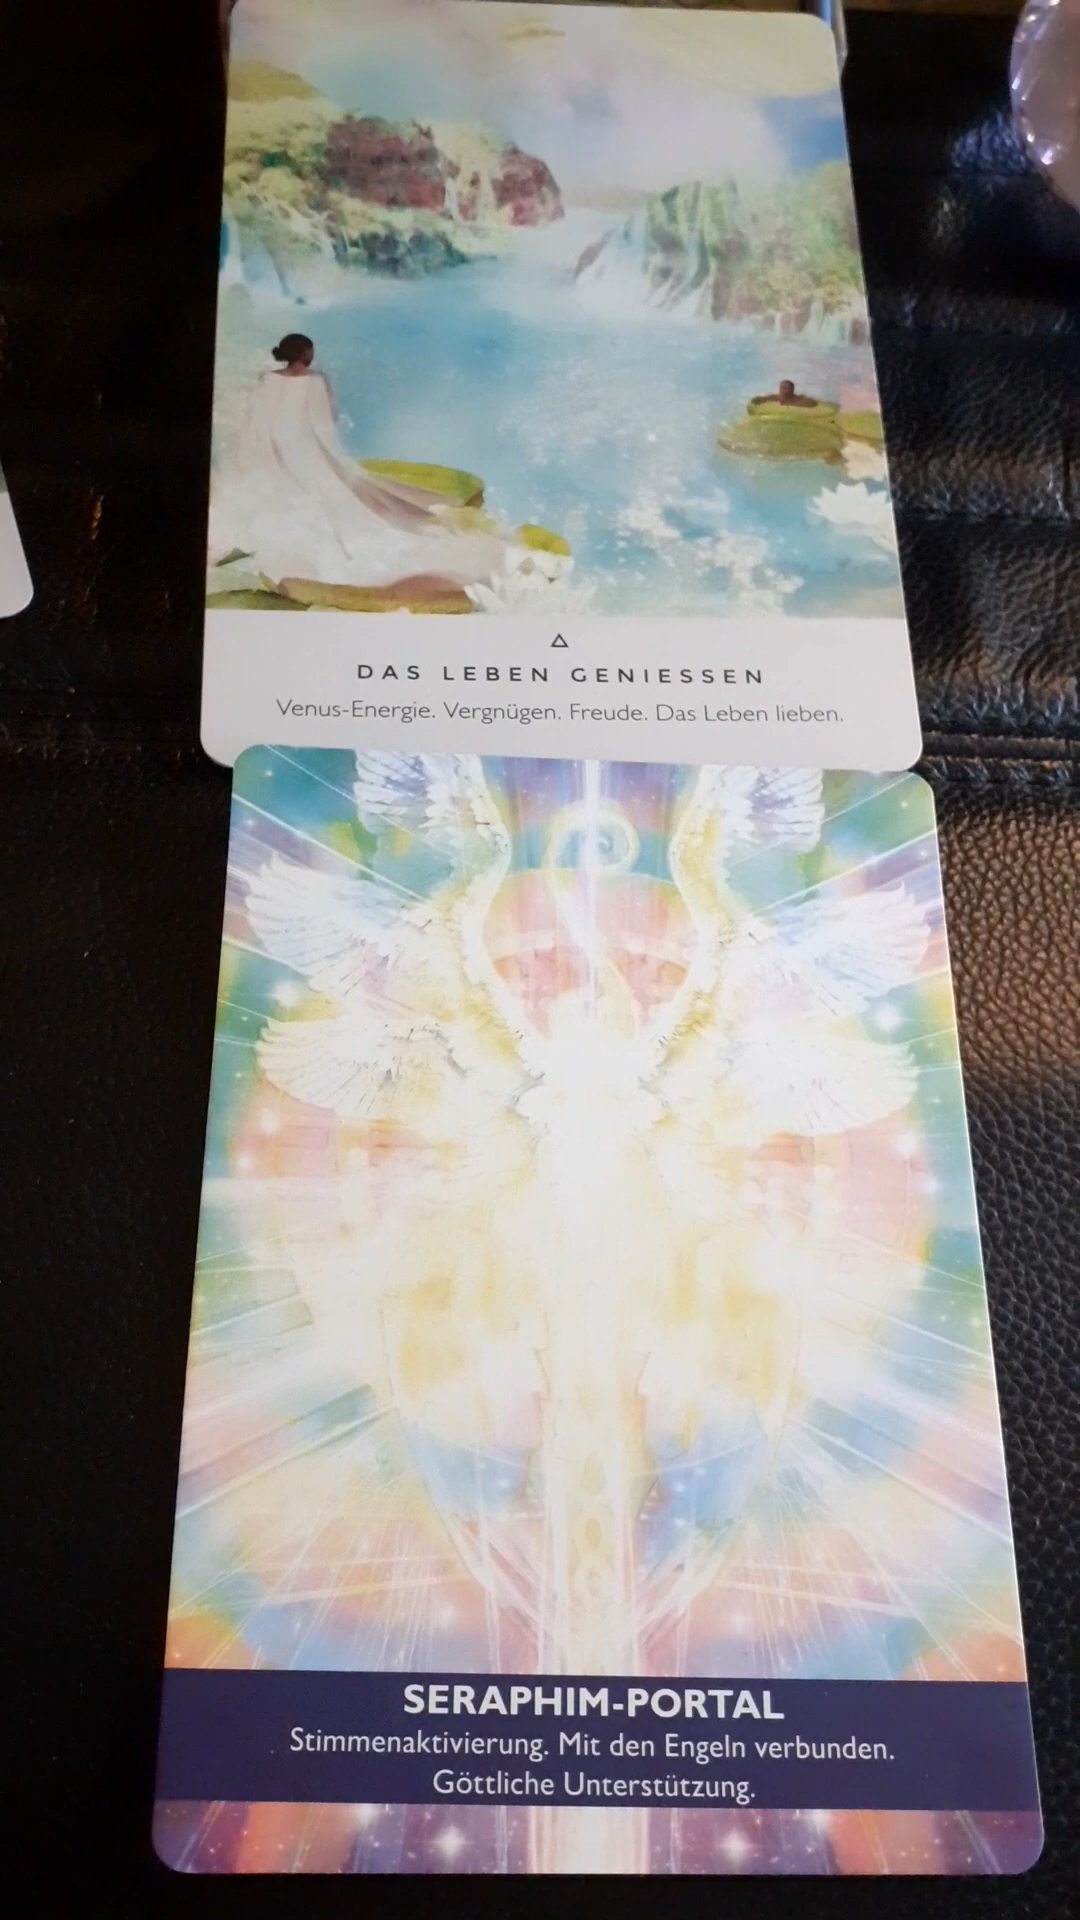 DAS LEBEN GENIESSEN
Venus-Energie. Vergnügen. Freude. Das Leben lieben.
SERAPHIM-PORTAL
Stimmenaktivierung. Mit den Engeln verbunden.
Göttliche Unterstützung.